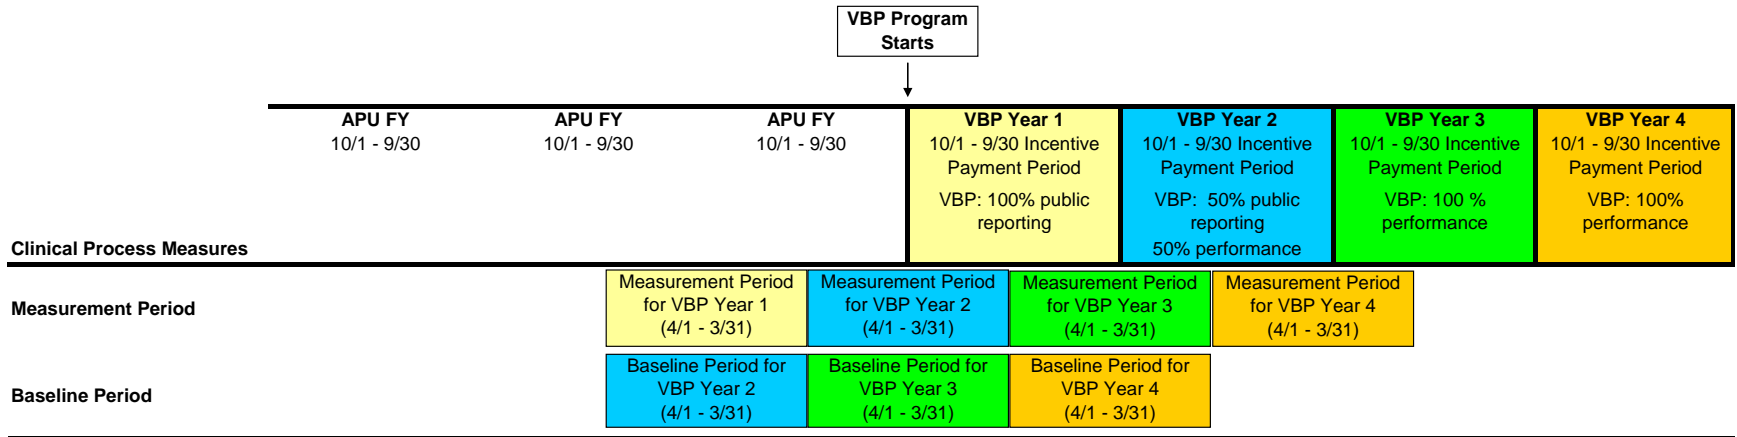 VBP Program
Starts
APU FY
10/1 - 9/30
APU FY
10/1 - 9/30
APU FY
10/1 - 9/30
VBP Year 1
10/1 - 9/30 Incentive
Payment Period
VBP: 100% public
reporting
VBP Year 2
10/1 - 9/30 Incentive
Payment Period
VBP:  50% public
reporting
50% performance
VBP Year 3
10/1 - 9/30 Incentive
Payment Period
VBP: 100 %
performance
VBP Year 4
10/1 - 9/30 Incentive
Payment Period
VBP: 100%
performance
Clinical Process Measures
Measurement Period
Measurement Period
for VBP Year 1
(4/1 - 3/31)
Measurement Period
for VBP Year 2
(4/1 - 3/31)
Measurement Period
for VBP Year 3
(4/1 - 3/31)
Measurement Period
for VBP Year 4
(4/1 - 3/31)
Baseline Period
Baseline Period for
VBP Year 2
(4/1 - 3/31)
Baseline Period for
VBP Year 3
(4/1 - 3/31)
Baseline Period for
VBP Year 4
(4/1 - 3/31)